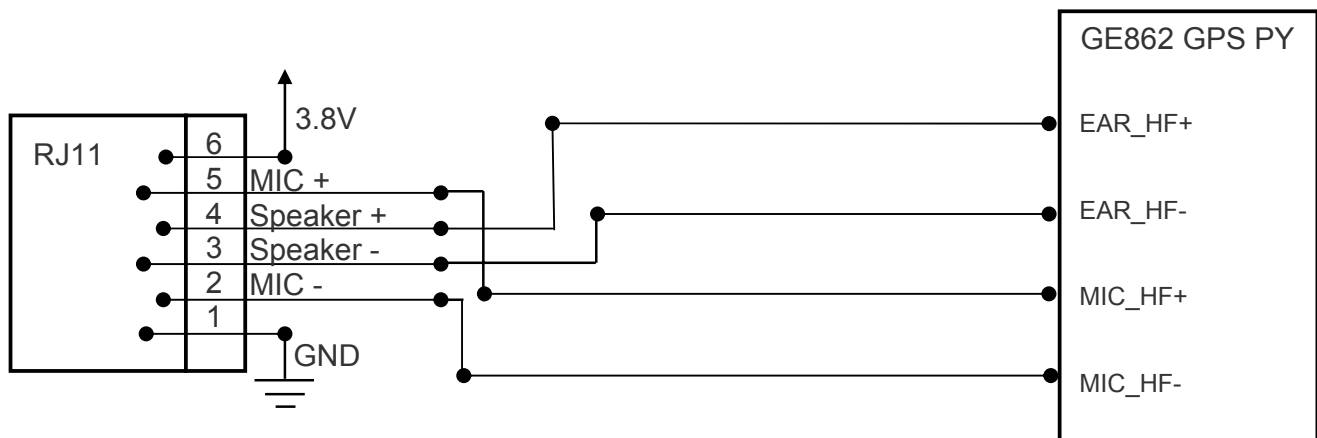 GE862 GPS PY
3.8V
EAR_HF+
RJ11
6
5 MIC +
4 Speaker +
EAR_HF-
3 Speaker -
2 MIC -
MIC_HF+
1
GND
MIC_HF-